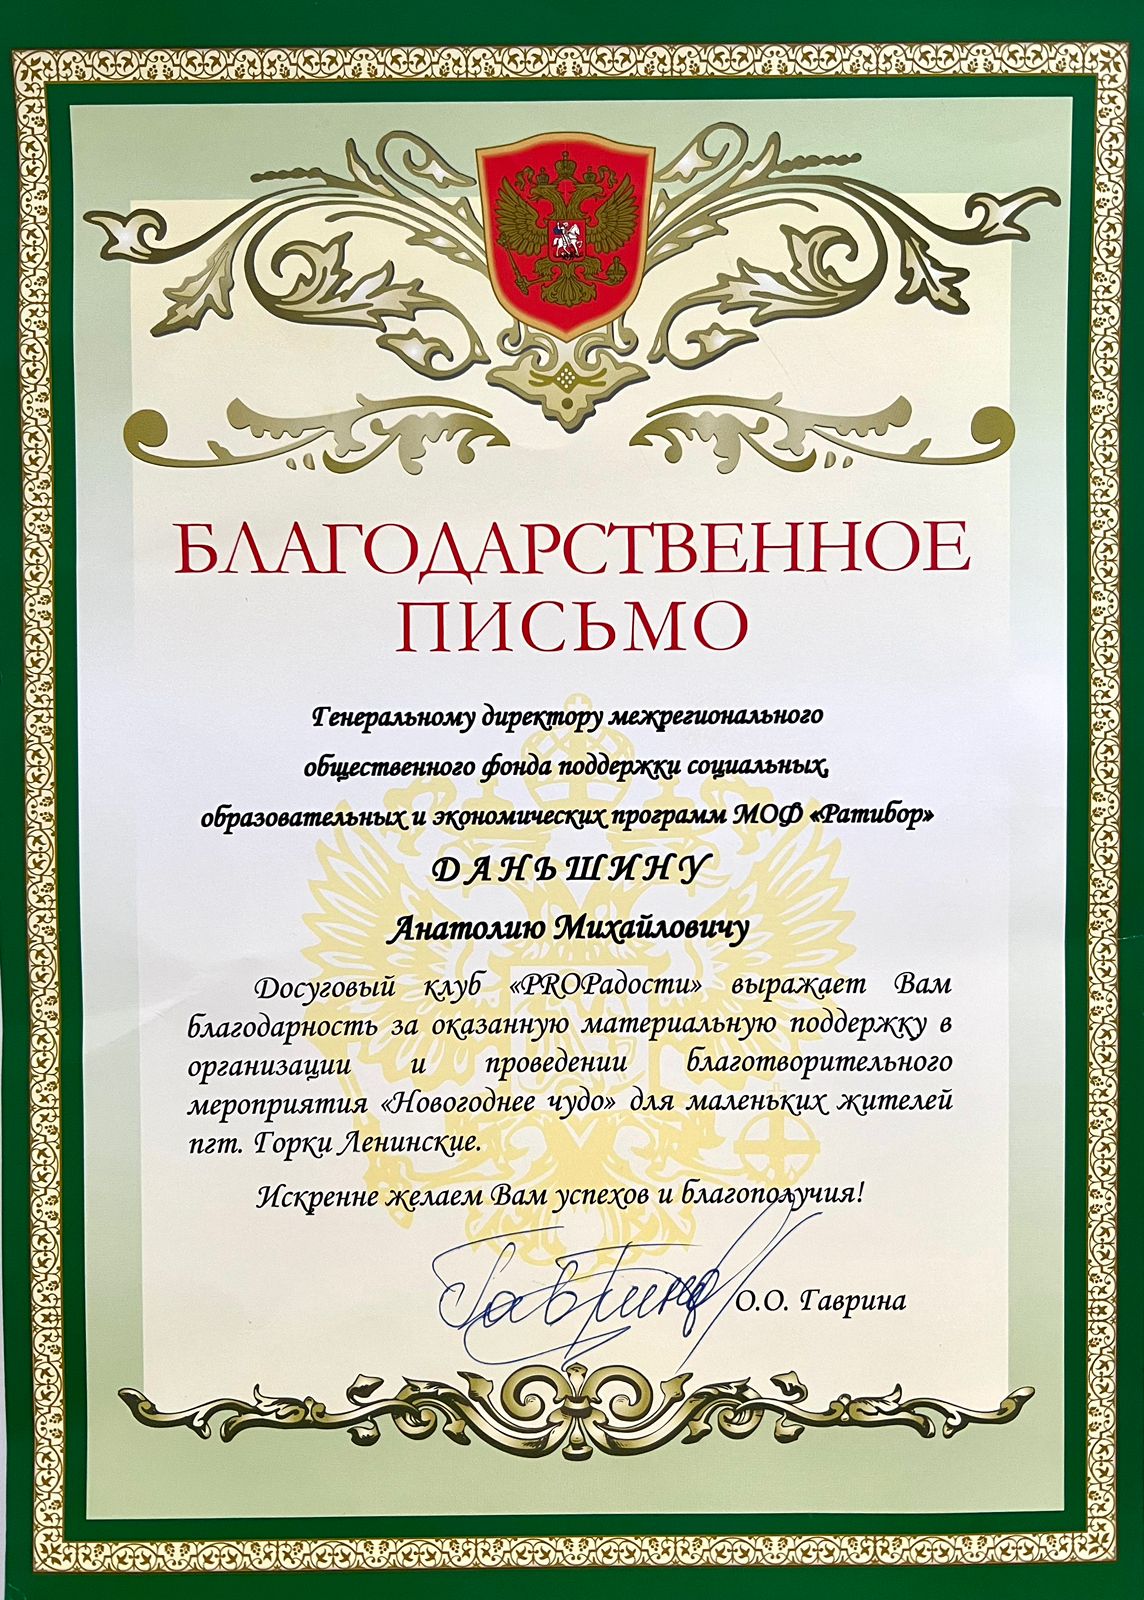 БЛАГОДАРСТВЕННОЕ
ПИСЬМО
Генеральному директору межрегионального
общественного фонда поддержки социальных,
образовательных и экономических программ МОФ «Ратибор»
ДАНЬШИНУ
Анатолию Михайловичу
Досуговый клуб «PROРадости» выражает Вам
благодарность за оказанную материальную поддержку в
организации и проведении благотворительного
мероприятия «Новогоднее чудо» для маленьких жителей
пгт. Горки Ленинские.
Искренне желаем Вам успехов и благополучия!
О.О. Гаврина